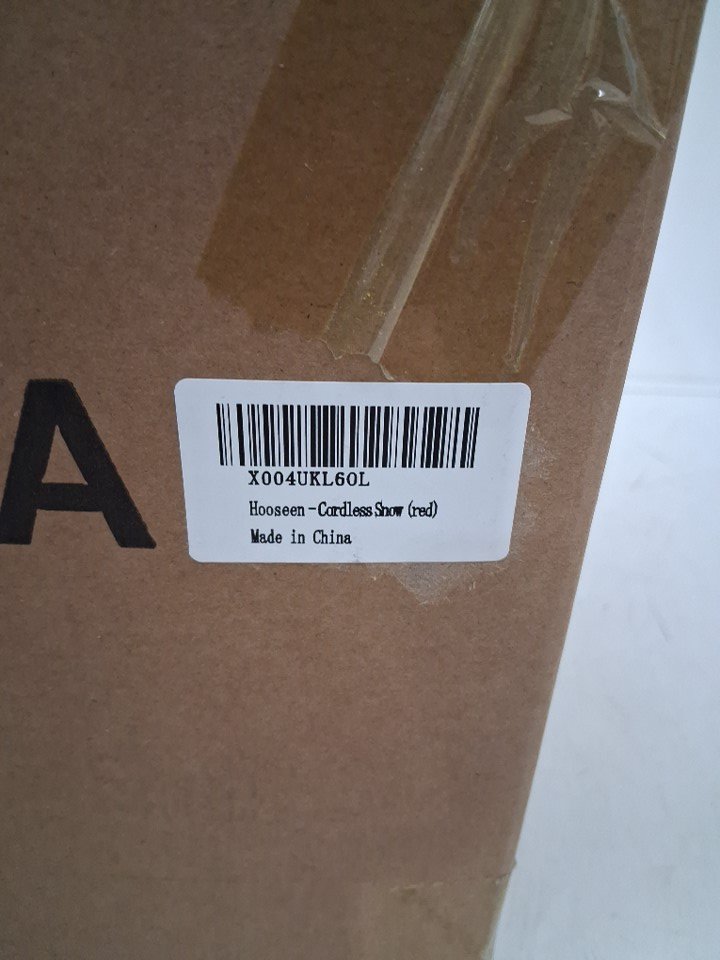 A
X004UKL60L
Hooseen-Cordless Snow (red)
Made in China